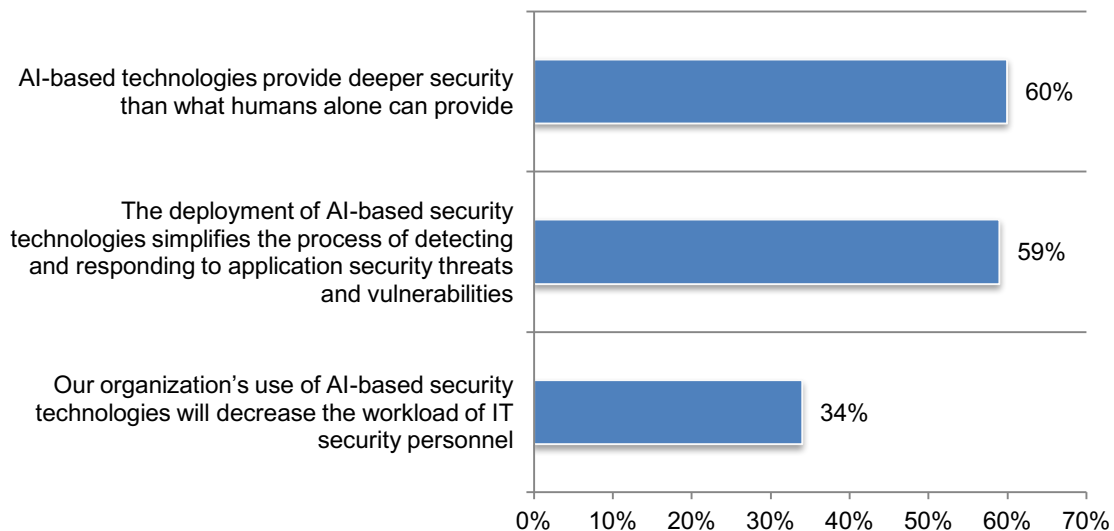 AI-based technologies provide deeper security
than what humans alone can provide
60%
The deployment of AI-based security
technologies simplifies the process of detecting
and responding to application security threats
and vulnerabilities
59%
Our organization’s use of AI-based security
technologies will decrease the workload of IT
security personnel
34%
0% 10% 20% 30% 40% 50% 60% 70%